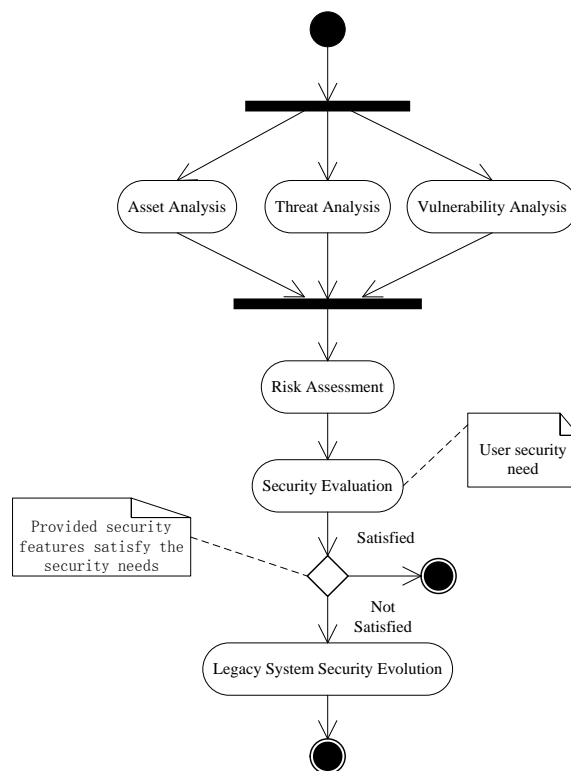 Asset Analysis
Threat Analysis
Vulnerability Analysis
Risk Assessment
User security
need
Security Evaluation
Provided security
features satisfy the
security needs
Satisfied
Not
Satisfied
Legacy System Security Evolution